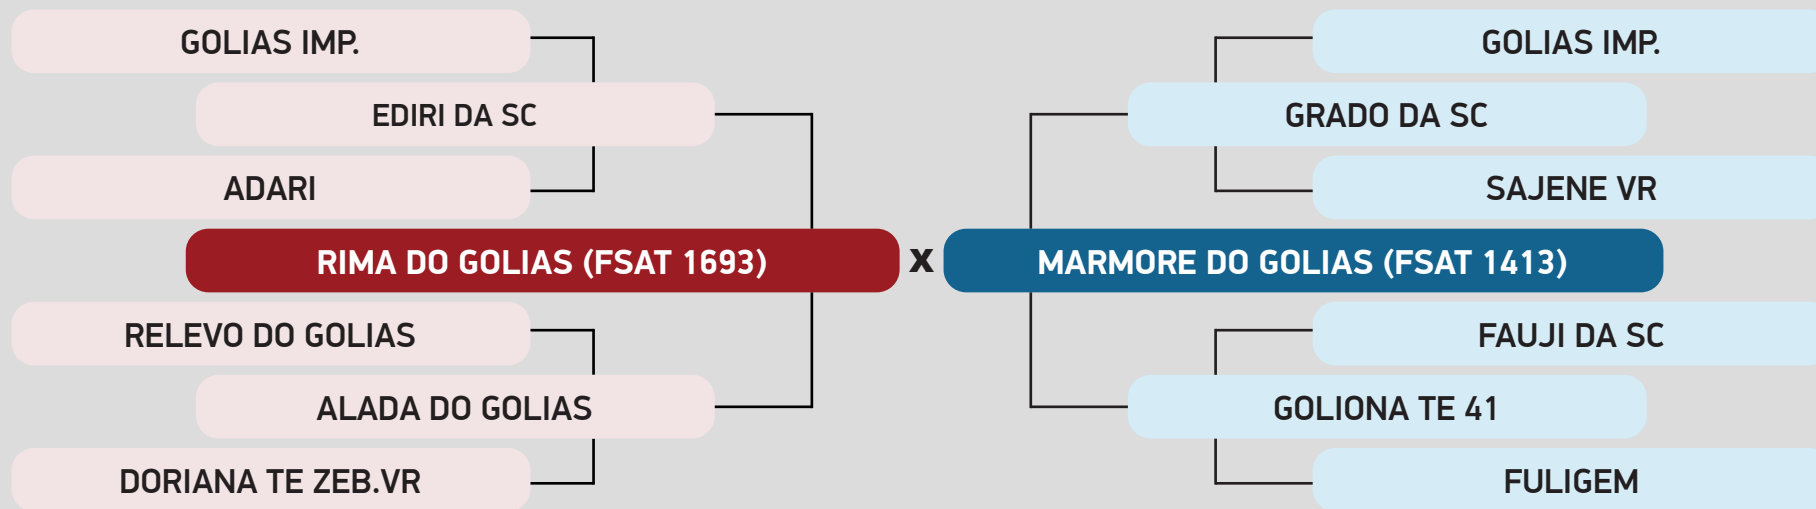 GOLIAS IMP.
EDIRI DA SC
ADARI
RIMA DO GOLIAS (FSAT 1693)
RELEVO DO GOLIAS
ALADA DO GOLIAS
DORIANA TE ZEB.VR
X
GOLIAS IMP.
GRADO DA SC
SAJENE VR
MARMORE DO GOLIAS (FSAT 1413)
FAUJI DA SC
GOLIONA TE 41
FULIGEM